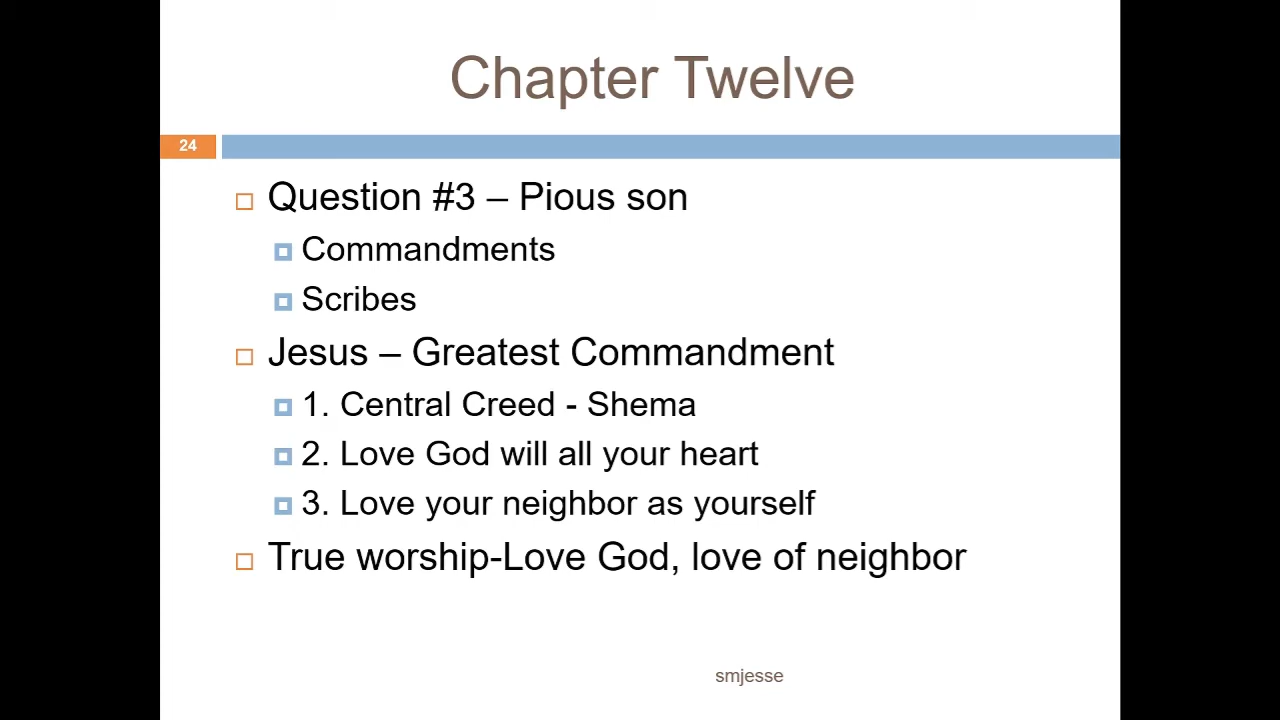 Chapter Twelve
24
Question #3 – Pious son
Commandments
Scribes
Jesus – Greatest Commandment
1. Central Creed - Shema
2. Love God will all your heart
3. Love your neighbor as yourself
True worship-Love God, love of neighbor
smjesse